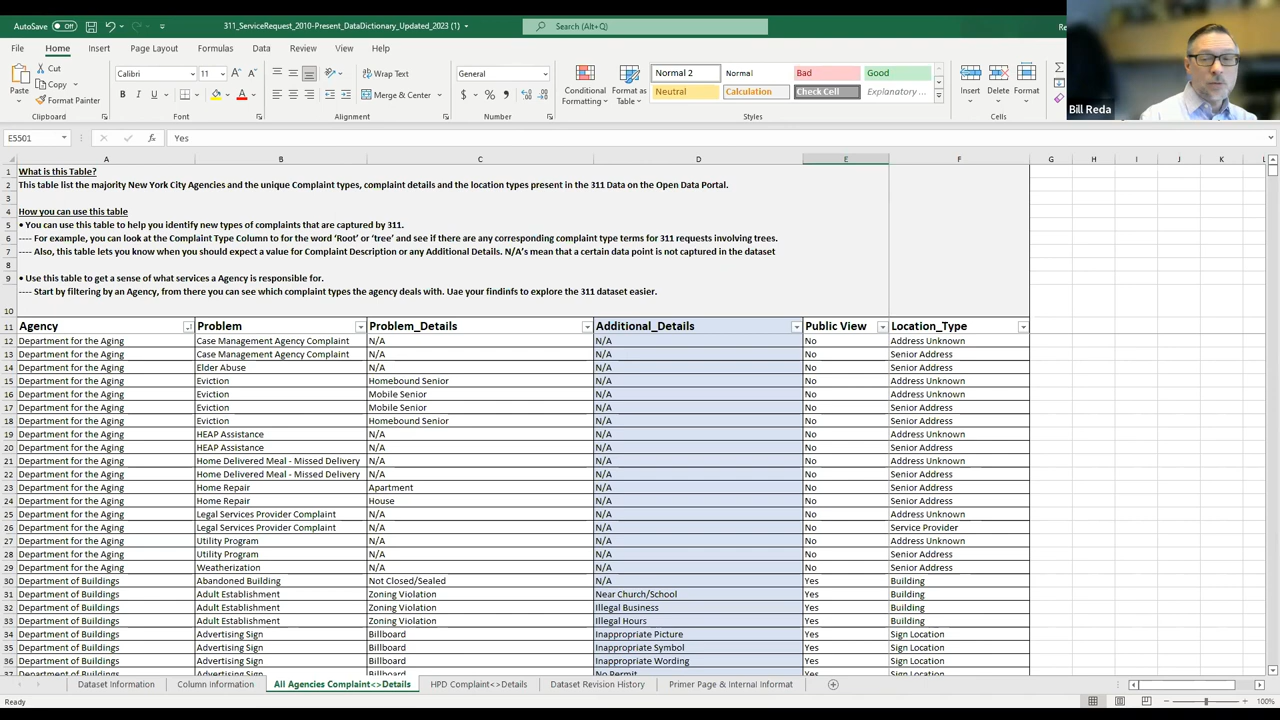 AutoSave Off 311_ServiceRequest_2010-Present_DataDictionary_Updated_2023 (1) Search (Alt+Q) Re
File Home Insert Page Layout Formulas Data Review View Help
Paste Cut Copy Format Painter
Calibri 11
Wrap Text
Merge & Center
General
Conditional Formatting Format as Table
Normal 2 Normal Bad Good
Neutral Calculation Check Cell Explanatory ...
Insert Delete Format
Bill Reda
Clipboard Font Alignment Number Styles Cells
E5501 Yes
A B C D E F G H I J K L
1 What is this Table?
2 This table list the majority New York City Agencies and the unique Complaint types, complaint details and the location types present in the 311 Data on the Open Data Portal.
3
4 How you can use this table
5 • You can use this table to help you identify new types of complaints that are captured by 311.
6 ---- For example, you can look at the Complaint Type Column to for the word 'Root' or 'tree' and see if there are any corresponding complaint type terms for 311 requests involving trees.
7 ---- Also, this table lets you know when you should expect a value for Complaint Description or any Additional Details. N/A's mean that a certain data point is not captured in the dataset
8
9 • Use this table to get a sense of what services a Agency is responsible for.
---- Start by filtering by an Agency, from there you can see which complaint types the agency deals with. Uae your findinfs to explore the 311 dataset easier.
10
11 Agency Problem Problem_Details Additional_Details Public View Location_Type
12 Department for the Aging Case Management Agency Complaint N/A N/A No Address Unknown
13 Department for the Aging Case Management Agency Complaint N/A N/A No Senior Address
14 Department for the Aging Elder Abuse N/A N/A No Senior Address
15 Department for the Aging Eviction Homebound Senior N/A No Address Unknown
16 Department for the Aging Eviction Mobile Senior N/A No Address Unknown
17 Department for the Aging Eviction Mobile Senior N/A No Senior Address
18 Department for the Aging Eviction Homebound Senior N/A No Senior Address
19 Department for the Aging HEAP Assistance N/A N/A No Address Unknown
20 Department for the Aging HEAP Assistance N/A N/A No Senior Address
21 Department for the Aging Home Delivered Meal - Missed Delivery N/A N/A No Address Unknown
22 Department for the Aging Home Delivered Meal - Missed Delivery N/A N/A No Senior Address
23 Department for the Aging Home Repair Apartment N/A No Senior Address
24 Department for the Aging Home Repair House N/A No Senior Address
25 Department for the Aging Legal Services Provider Complaint N/A N/A No Address Unknown
26 Department for the Aging Legal Services Provider Complaint N/A N/A No Service Provider
27 Department for the Aging Utility Program N/A N/A No Address Unknown
28 Department for the Aging Utility Program N/A N/A No Senior Address
29 Department for the Aging Weatherization N/A N/A No Senior Address
30 Department of Buildings Abandoned Building Not Closed/Sealed N/A Yes Building
31 Department of Buildings Adult Establishment Zoning Violation Near Church/School Yes Building
32 Department of Buildings Adult Establishment Zoning Violation Illegal Business Yes Building
33 Department of Buildings Adult Establishment Zoning Violation Illegal Hours Yes Building
34 Department of Buildings Advertising Sign Billboard Inappropriate Picture Yes Sign Location
35 Department of Buildings Advertising Sign Billboard Inappropriate Symbol Yes Sign Location
36 Department of Buildings Advertising Sign Billboard Inappropriate Wording Yes Sign Location
37 Department of Buildings Advertising Sign Billboard No Permit Yes Sign Location
Dataset Information Column Information All Agencies Complaint<>Details HPD Complaint<>Details Dataset Revision History Primer Page & Internal Informat
Ready 100%